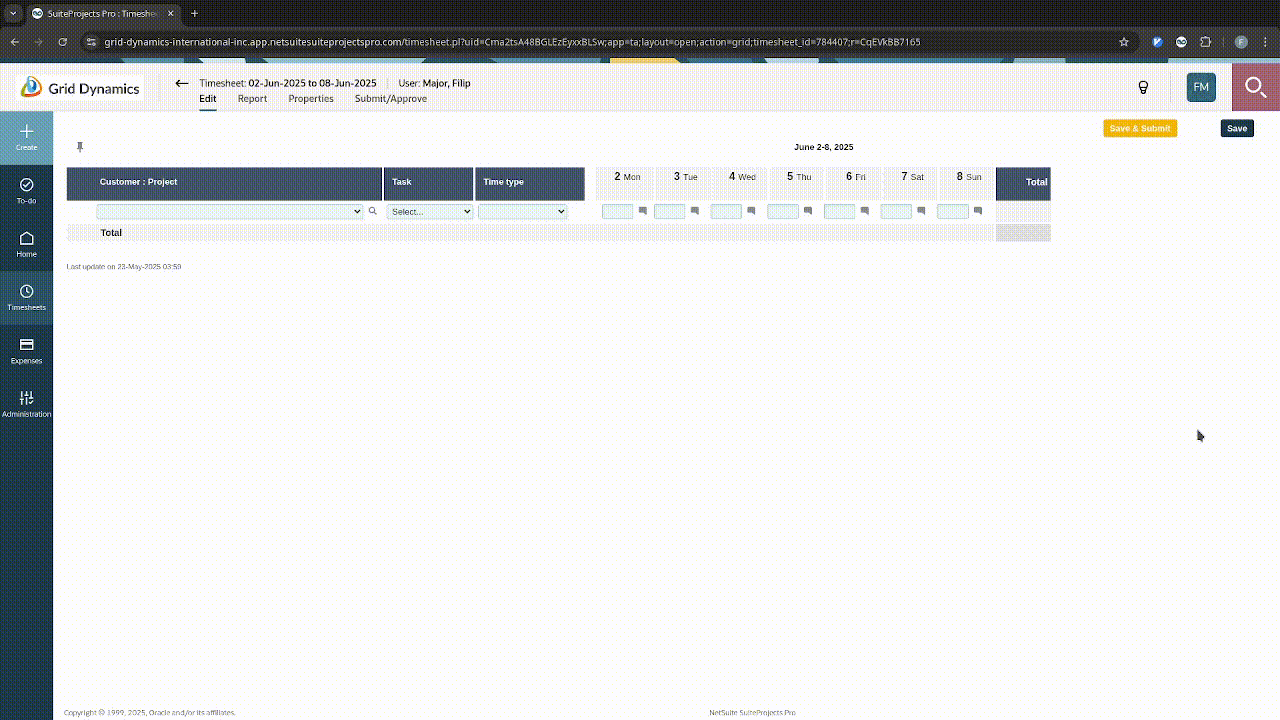 SuiteProjects Pro : Timeshe
grid-dynamics-international-inc.app.netsuitesuiteprojectspro.com/timesheet.pl?uid=Cma2tsA48BGLEzEyxxBLSw;app=ta;layout=open;action=grid;timesheet_id=784407;r=CqEVkBB7165
F
Grid Dynamics
Timesheet: 02-Jun-2025 to 08-Jun-2025 User: Major, Filip
Edit Report Properties Submit/Approve
FM
Create
To-do
Home
Timesheets
Expenses
Administration
Save & Submit Save
June 2-8, 2025
Customer : Project Task Time type 2 Mon 3 Tue 4 Wed 5 Thu 6 Fri 7 Sat 8 Sun Total
Select...
Total
Last update on 23-May-2025 03:59
Copyright © 1999, 2025, Oracle and/or its affiliates. NetSuite SuiteProjects Pro